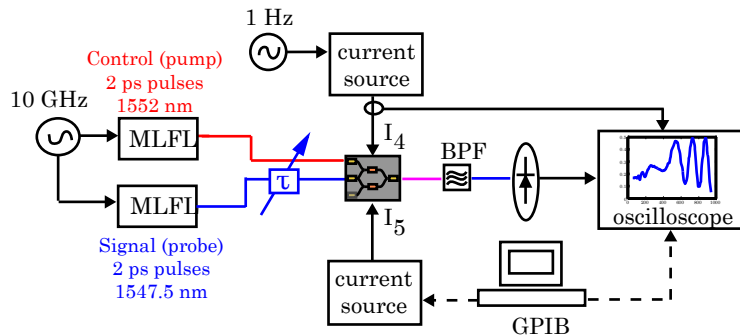 1 Hz
current
source
Control (pump)
2 ps pulses
1552 nm
10 GHz
MLFL
I4
BPF
τ
MLFL
I5
oscilloscope
Signal (probe)
2 ps pulses
1547.5 nm
current
source
GPIB